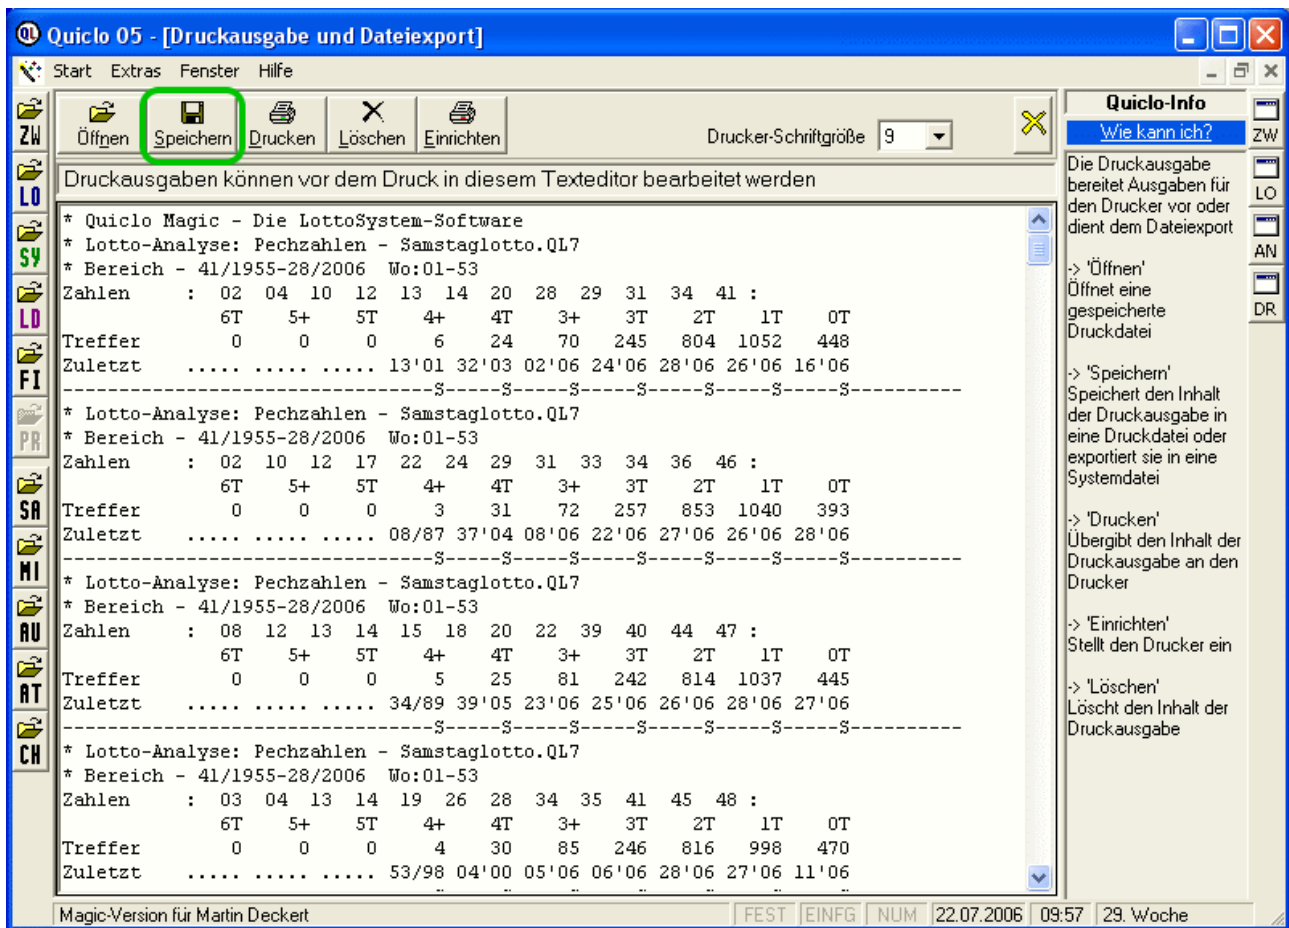 Quiclo 05 - [Druckausgabe und Dateiexport]
Start Extras Fenster Hilfe
ZW
LO
SY
LD
FI
PR
SA
MI
AU
AT
CH
Öffnen Speichern Drucken Löschen Einrichten Drucker-Schriftgröße 9
Druckausgaben können vor dem Druck in diesem Texteditor bearbeitet werden
* Quiclo Magic - Die LottoSystem-Software
* Lotto-Analyse: Pechzahlen - Samstaglotto.QL7
* Bereich - 41/1955-28/2006 Wo:01-53
Zahlen : 02 04 10 12 13 14 20 28 29 31 34 41 :
6T 5+ 5T 4+ 4T 3+ 3T 2T 1T 0T
Treffer 0 0 0 6 24 70 245 804 1052 448
Zuletzt ..... ..... ..... 13'01 32'03 02'06 24'06 28'06 26'06 16'06
---------------------------------S-----S-----S-----S-----S-----S-----S----------
* Lotto-Analyse: Pechzahlen - Samstaglotto.QL7
* Bereich - 41/1955-28/2006 Wo:01-53
Zahlen : 02 10 12 17 22 24 29 31 33 34 36 46 :
6T 5+ 5T 4+ 4T 3+ 3T 2T 1T 0T
Treffer 0 0 0 3 31 72 257 853 1040 393
Zuletzt ..... ..... ..... 08/87 37'04 08'06 22'06 27'06 26'06 28'06
---------------------------------S-----S-----S-----S-----S-----S-----S----------
* Lotto-Analyse: Pechzahlen - Samstaglotto.QL7
* Bereich - 41/1955-28/2006 Wo:01-53
Zahlen : 08 12 13 14 15 18 20 22 39 40 44 47 :
6T 5+ 5T 4+ 4T 3+ 3T 2T 1T 0T
Treffer 0 0 0 5 25 81 242 814 1037 445
Zuletzt ..... ..... ..... 34/89 39'05 23'06 25'06 26'06 28'06 27'06
---------------------------------S-----S-----S-----S-----S-----S-----S----------
* Lotto-Analyse: Pechzahlen - Samstaglotto.QL7
* Bereich - 41/1955-28/2006 Wo:01-53
Zahlen : 03 04 13 14 19 26 28 34 35 41 45 48 :
6T 5+ 5T 4+ 4T 3+ 3T 2T 1T 0T
Treffer 0 0 0 4 30 85 246 816 998 470
Zuletzt ..... ..... ..... 53/98 04'00 05'06 06'06 28'06 27'06 11'06
Quiclo-Info
Wie kann ich?
Die Druckausgabe
bereitet Ausgaben für
den Drucker vor oder
dient dem Dateiexport
-> 'Öffnen'
Öffnet eine
gespeicherte
Druckdatei
-> 'Speichern'
Speichert den Inhalt
der Druckausgabe in
eine Druckdatei oder
exportiert sie in eine
Systemdatei
-> 'Drucken'
Übergibt den Inhalt der
Druckausgabe an den
Drucker
-> 'Einrichten'
Stellt den Drucker ein
-> 'Löschen'
Löscht den Inhalt der
Druckausgabe
ZW
LO
AN
DR
Magic-Version für Martin Deckert FEST EINFG NUM 22.07.2006 09:57 29. Woche